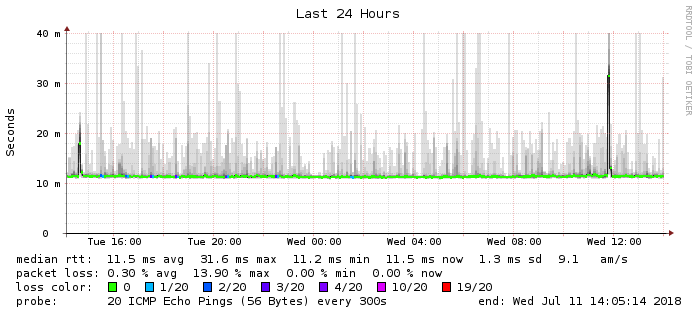 Last 24 Hours
RRDTOOL / TOBI OETIKER
Seconds
40 m
30 m
20 m
10 m
0
Tue 16:00 Tue 20:00 Wed 00:00 Wed 04:00 Wed 08:00 Wed 12:00
median rtt: 11.5 ms avg 31.6 ms max 11.2 ms min 11.5 ms now 1.3 ms sd 9.1 am/s
packet loss: 0.30 % avg 13.90 % max 0.00 % min 0.00 % now
loss color: 0 1/20 2/20 3/20 4/20 10/20 19/20
probe: 20 ICMP Echo Pings (56 Bytes) every 300s end: Wed Jul 11 14:05:14 2018